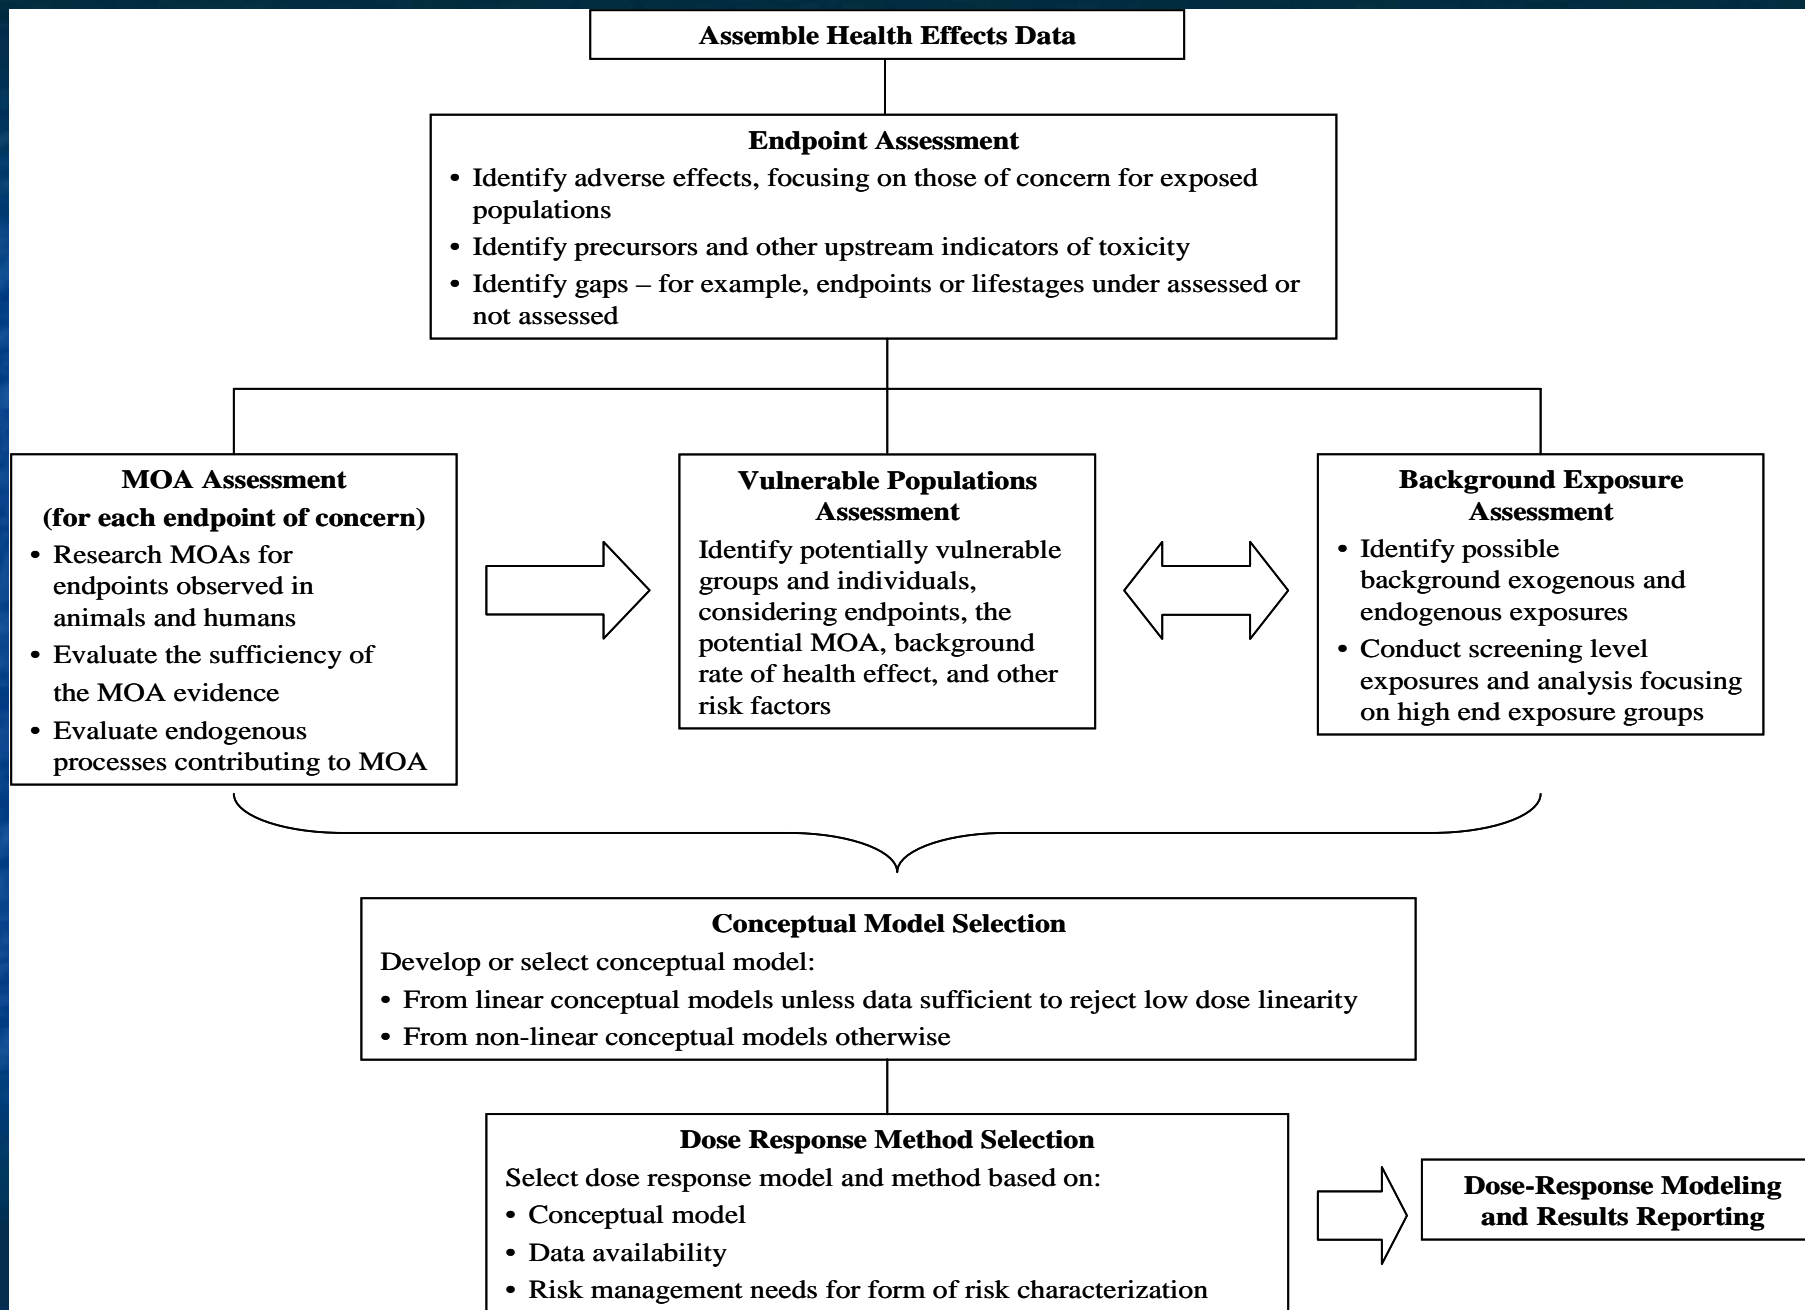 Assemble Health Effects Data
Endpoint Assessment
• Identify adverse effects, focusing on those of concern for exposed
populations
• Identify precursors and other upstream indicators of toxicity
• Identify gaps – for example, endpoints or lifestages under assessed or
not assessed
MOA Assessment
(for each endpoint of concern)
• Research MOAs for
endpoints observed in
animals and humans
• Evaluate the sufficiency of
the MOA evidence
• Evaluate endogenous
processes contributing to MOA
Vulnerable Populations
Assessment
Identify potentially vulnerable
groups and individuals,
considering endpoints, the
potential MOA, background
rate of health effect, and other
risk factors
Background Exposure
Assessment
• Identify possible
background exogenous and
endogenous exposures
• Conduct screening level
exposures and analysis focusing
on high end exposure groups
Conceptual Model Selection
Develop or select conceptual model:
• From linear conceptual models unless data sufficient to reject low dose linearity
• From non-linear conceptual models otherwise
Dose Response Method Selection
Select dose response model and method based on:
• Conceptual model
• Data availability
• Risk management needs for form of risk characterization
Dose-Response Modeling
and Results Reporting